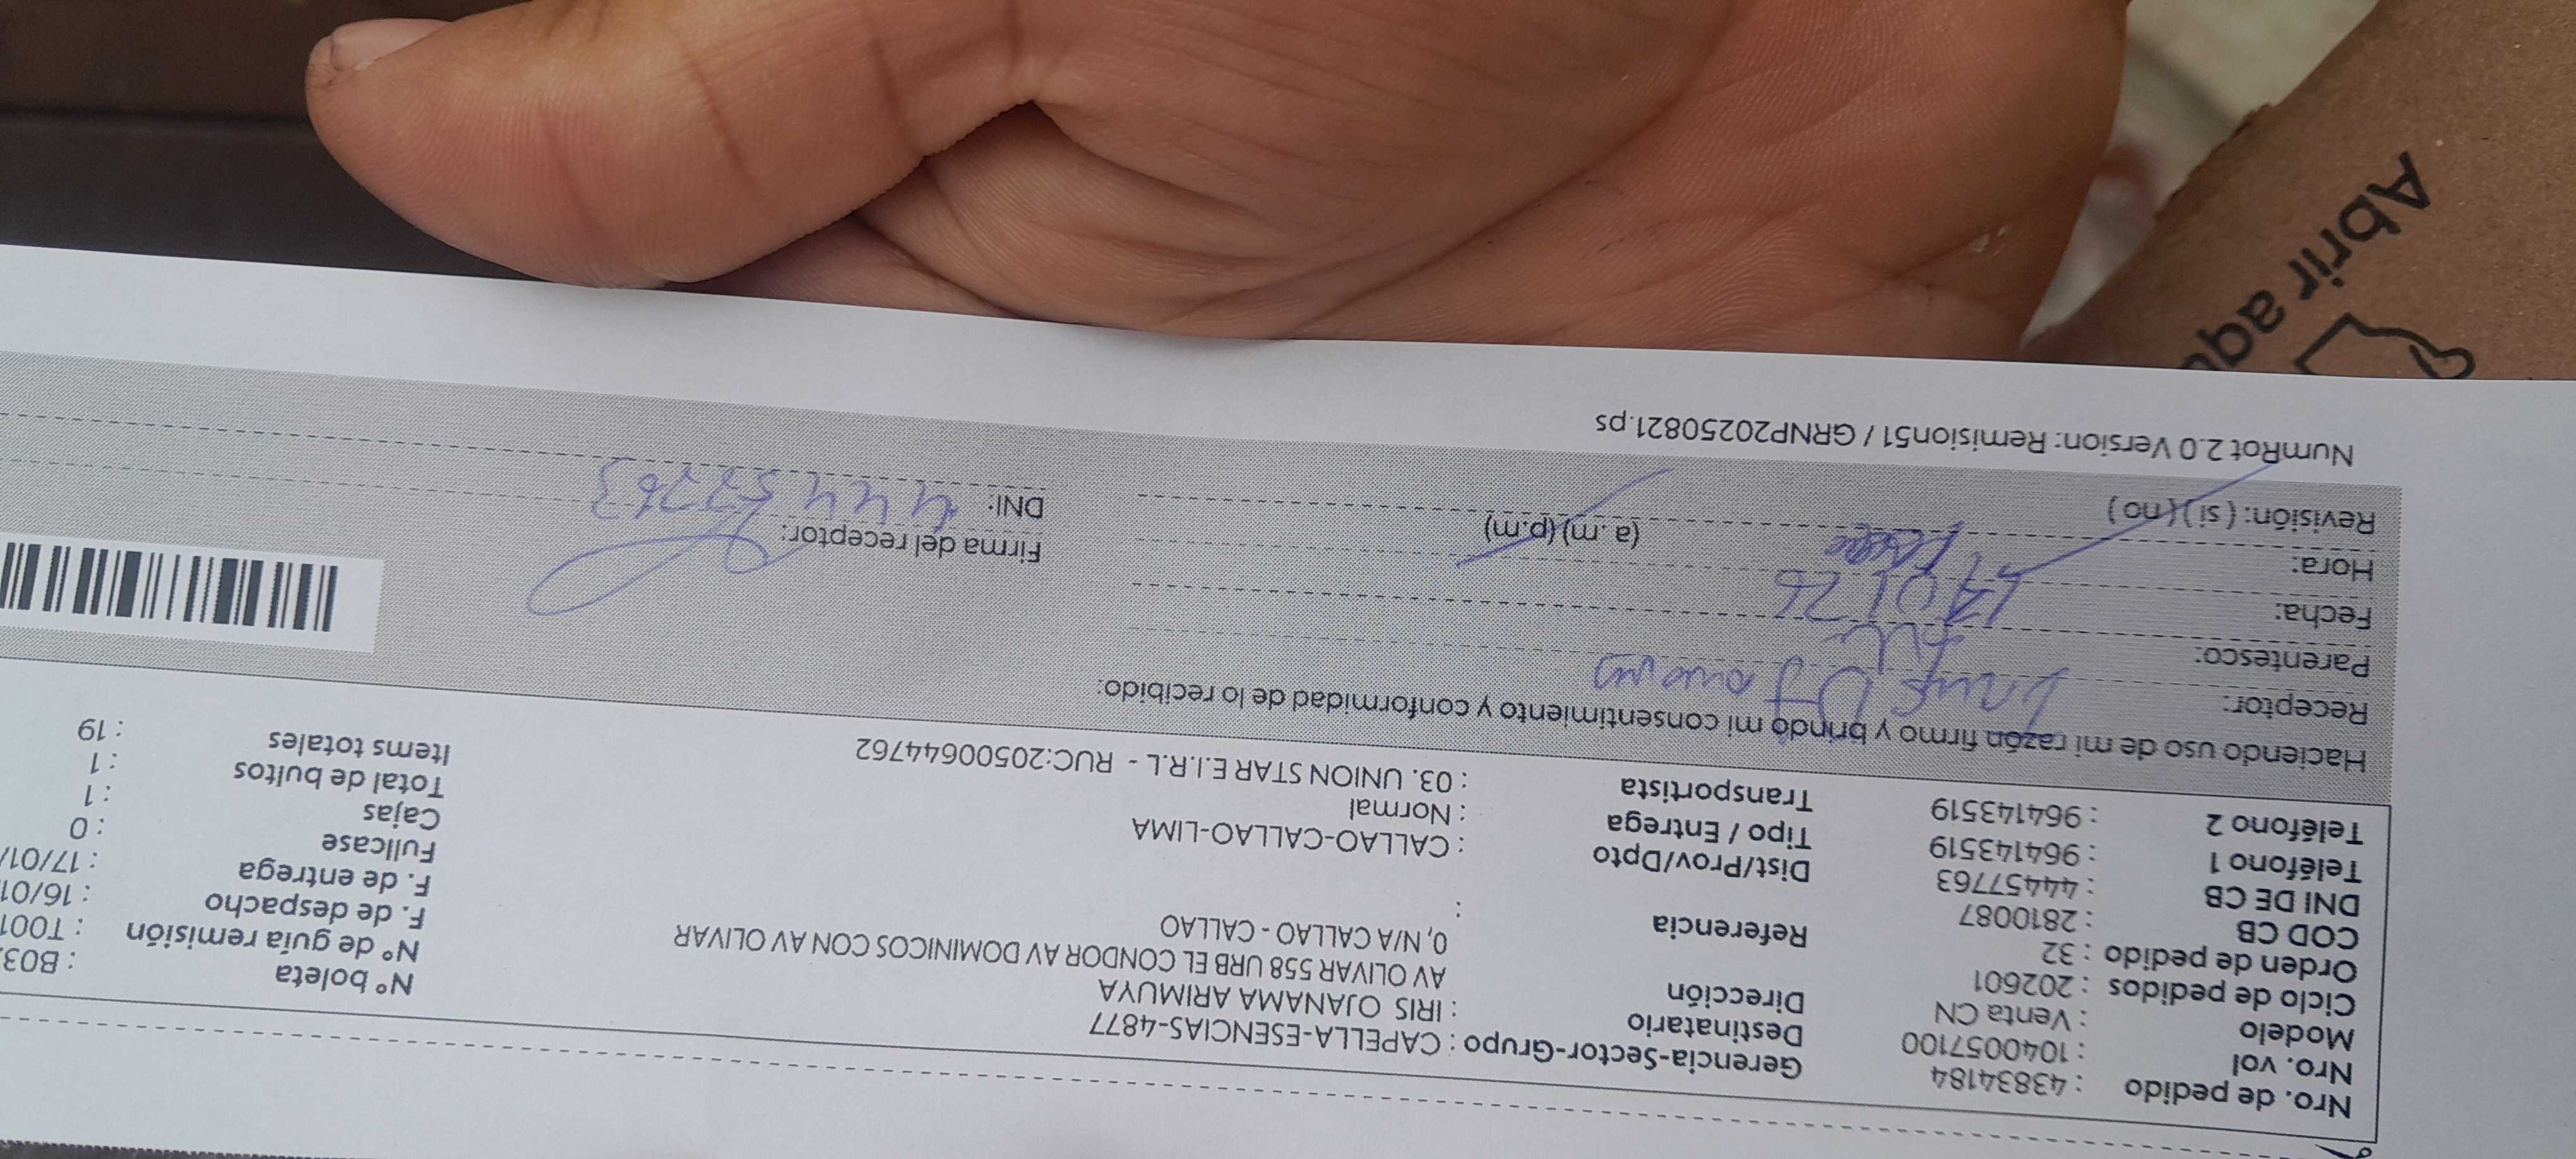 Nro. de pedido : 43834184
Nro. vol : 1040057100
Modelo : Venta CN
Ciclo de pedidos : 202601
Orden de pedido : 32
COD CB : 2810087
DNI DE CB : 44457763
Teléfono 1 : 964143519
Teléfono 2 : 964143519
Gerencia-Sector-Grupo : CAPELLA-ESENCIAS-4877
Destinatario : IRIS OJANAMA ARIMUYA
Dirección
AV OLIVAR 558 URB EL CONDOR AV DOMINICOS CON AV OLIVAR
0, N/A CALLAO - CALLAO
Referencia :
Dist/Prov/Dpto : CALLAO-CALLAO-LIMA
Tipo / Entrega : Normal
Transportista : 03. UNION STAR E.I.R.L - RUC:20500644762
N° boleta : B03
N° de guía remisión : T001
F. de despacho : 16/01
F. de entrega : 17/01/
Fullcase : 0
Cajas : 1
Total de bultos : 1
Items totales : 19
Haciendo uso de mi razón firmo y brindo mi consentimiento y conformidad de lo recibido:
Receptor:
Parentesco:
Fecha: 17 01 26
Hora: (a.m) (p.m)
Revisión: (si) (no)
Firma del receptor:
DNI: 44457763
NumRot 2.0 Version: Remision51 / GRNP20250821.ps
Abrir aqu